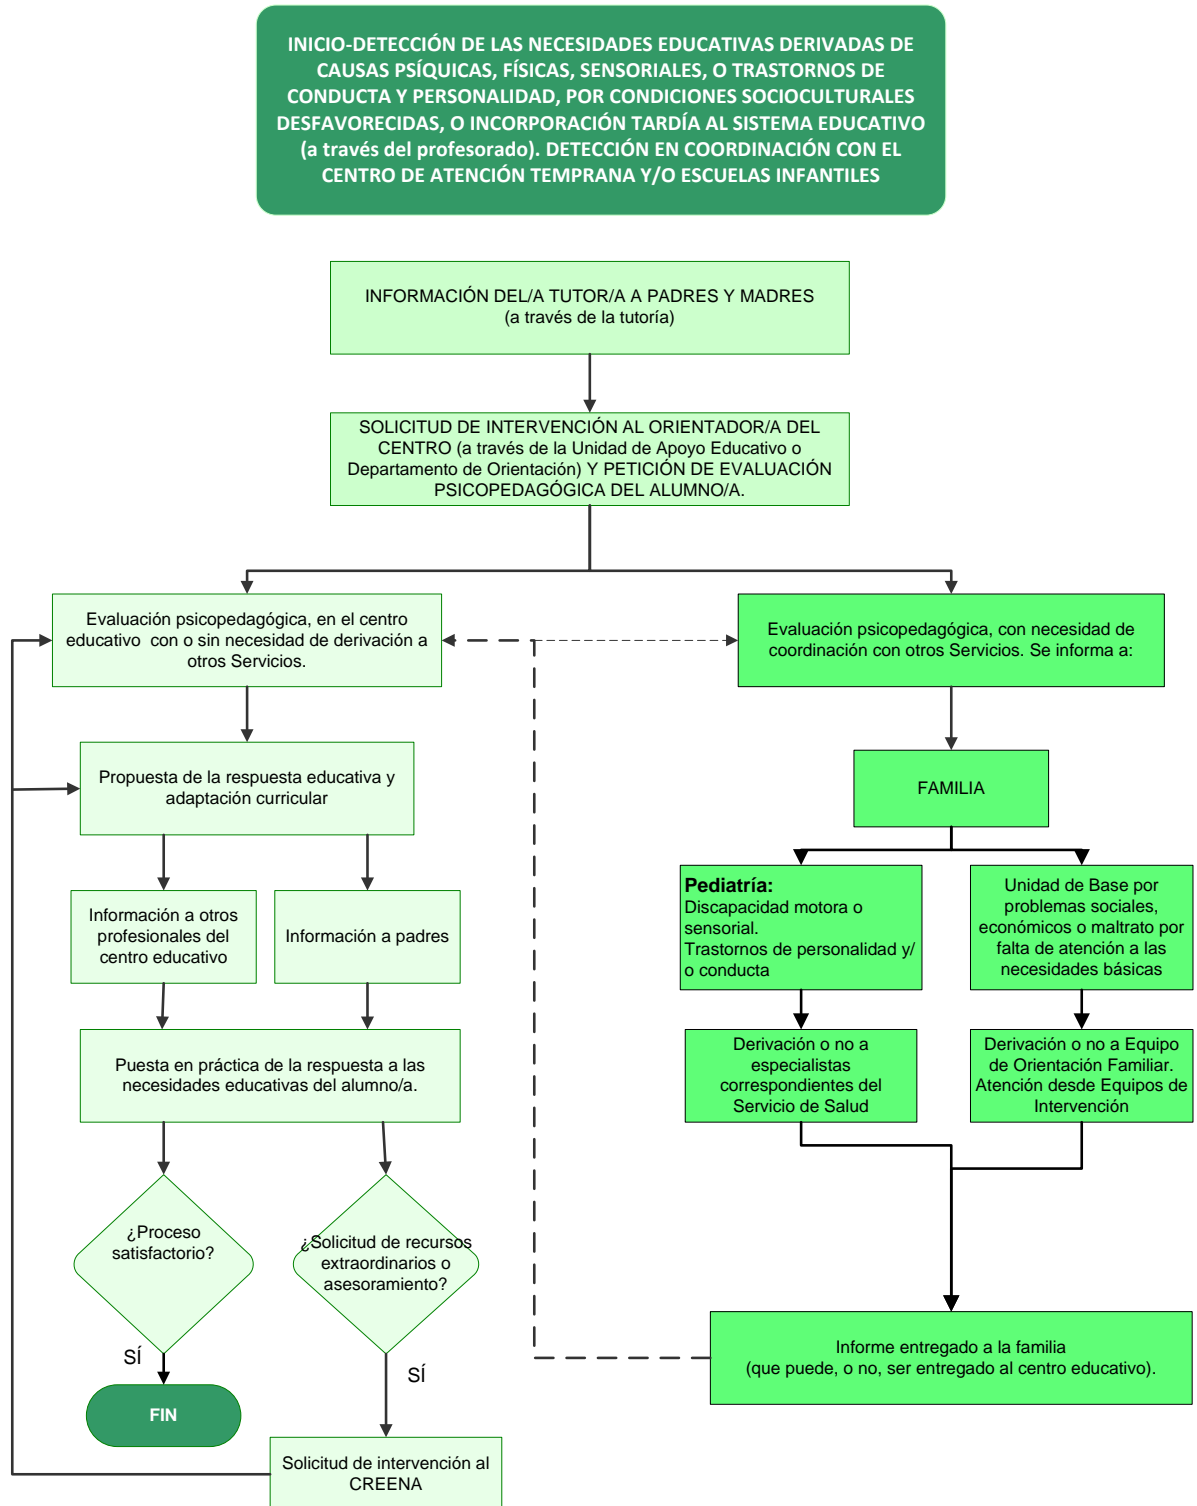 INICIO-DETECCIÓN DE LAS NECESIDADES EDUCATIVAS DERIVADAS DE
CAUSAS PSÍQUICAS, FÍSICAS, SENSORIALES, O TRASTORNOS DE
CONDUCTA Y PERSONALIDAD, POR CONDICIONES SOCIOCULTURALES
DESFAVORECIDAS, O INCORPORACIÓN TARDÍA AL SISTEMA EDUCATIVO
(a través del profesorado). DETECCIÓN EN COORDINACIÓN CON EL
CENTRO DE ATENCIÓN TEMPRANA Y/O ESCUELAS INFANTILES
INFORMACIÓN DEL/A TUTOR/A A PADRES Y MADRES
(a través de la tutoría)
SOLICITUD DE INTERVENCIÓN AL ORIENTADOR/A DEL
CENTRO (a través de la Unidad de Apoyo Educativo o
Departamento de Orientación) Y PETICIÓN DE EVALUACIÓN
PSICOPEDAGÓGICA DEL ALUMNO/A.
Evaluación psicopedagógica, en el centro
educativo  con o sin necesidad de derivación a
otros Servicios.
Evaluación psicopedagógica, con necesidad de
coordinación con otros Servicios. Se informa a:
Propuesta de la respuesta educativa y
adaptación curricular
FAMILIA
Información a otros
profesionales del
centro educativo
Información a padres
Pediatría:
Discapacidad motora o
sensorial.
Trastornos de personalidad y/
o conducta
Unidad de Base por
problemas sociales,
económicos o maltrato por
falta de atención a las
necesidades básicas
Puesta en práctica de la respuesta a las
necesidades educativas del alumno/a.
Derivación o no a
especialistas
correspondientes del
Servicio de Salud
Derivación o no a Equipo
de Orientación Familiar.
Atención desde Equipos de
Intervención
¿Proceso
satisfactorio?
¿Solicitud de recursos
extraordinarios o
asesoramiento?
SÍ
SÍ
Informe entregado a la familia
(que puede, o no, ser entregado al centro educativo).
FIN
Solicitud de intervención al
CREENA